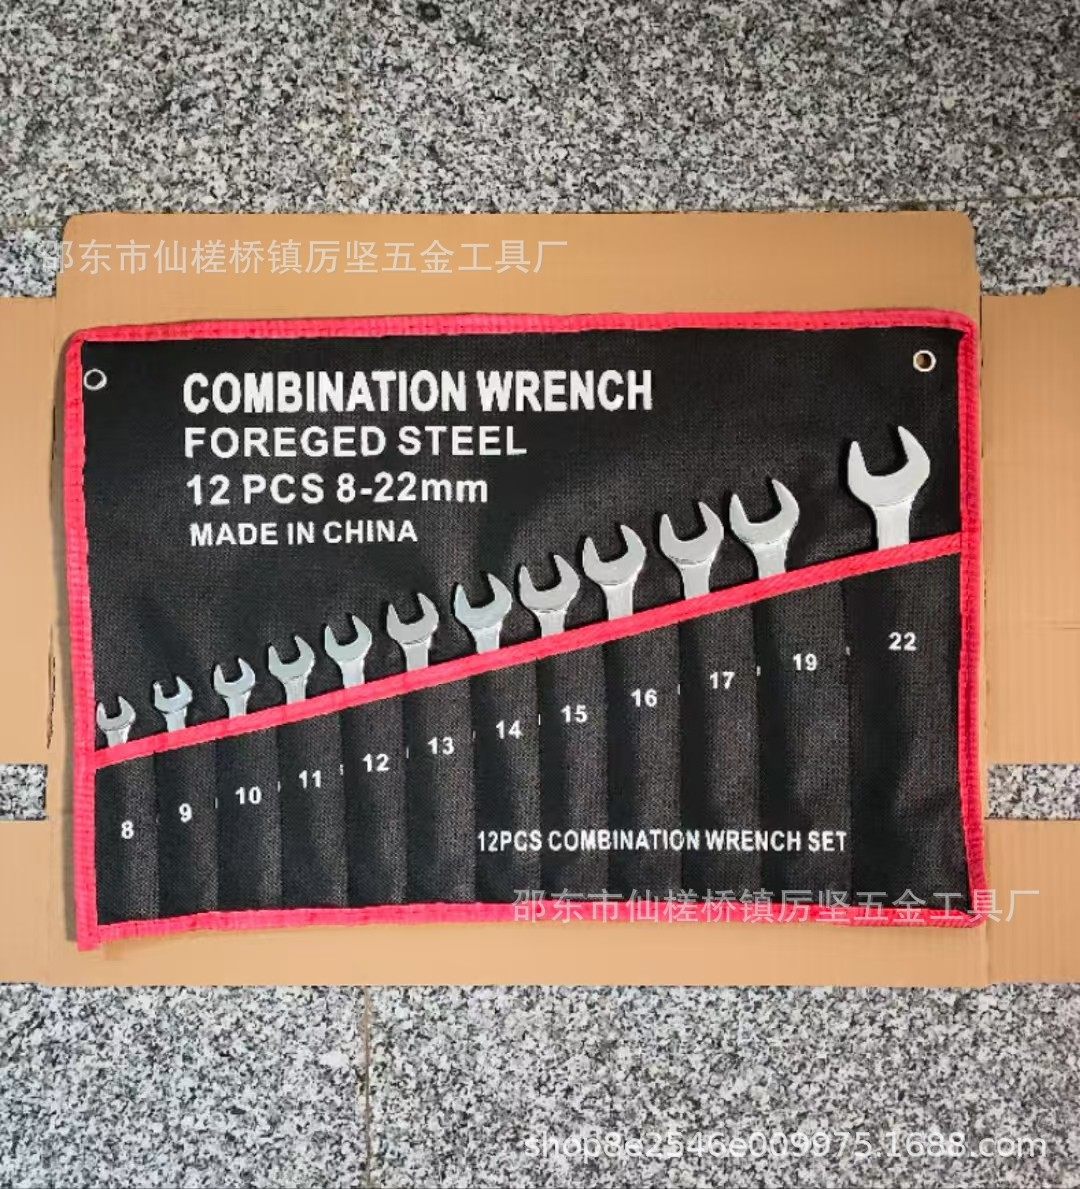 邵东市仙槎桥镇厉坚五金工具厂
COMBINATION WRENCH
FOREGED STEEL
12 PCS 8-22mm
MADE IN CHINA
8
9
10
11
12
13
14
15
16
17
19
22
12PCS COMBINATION WRENCH SET
邵东市仙槎桥镇厉坚五金工具厂
shop8e2546e009975.1688.com